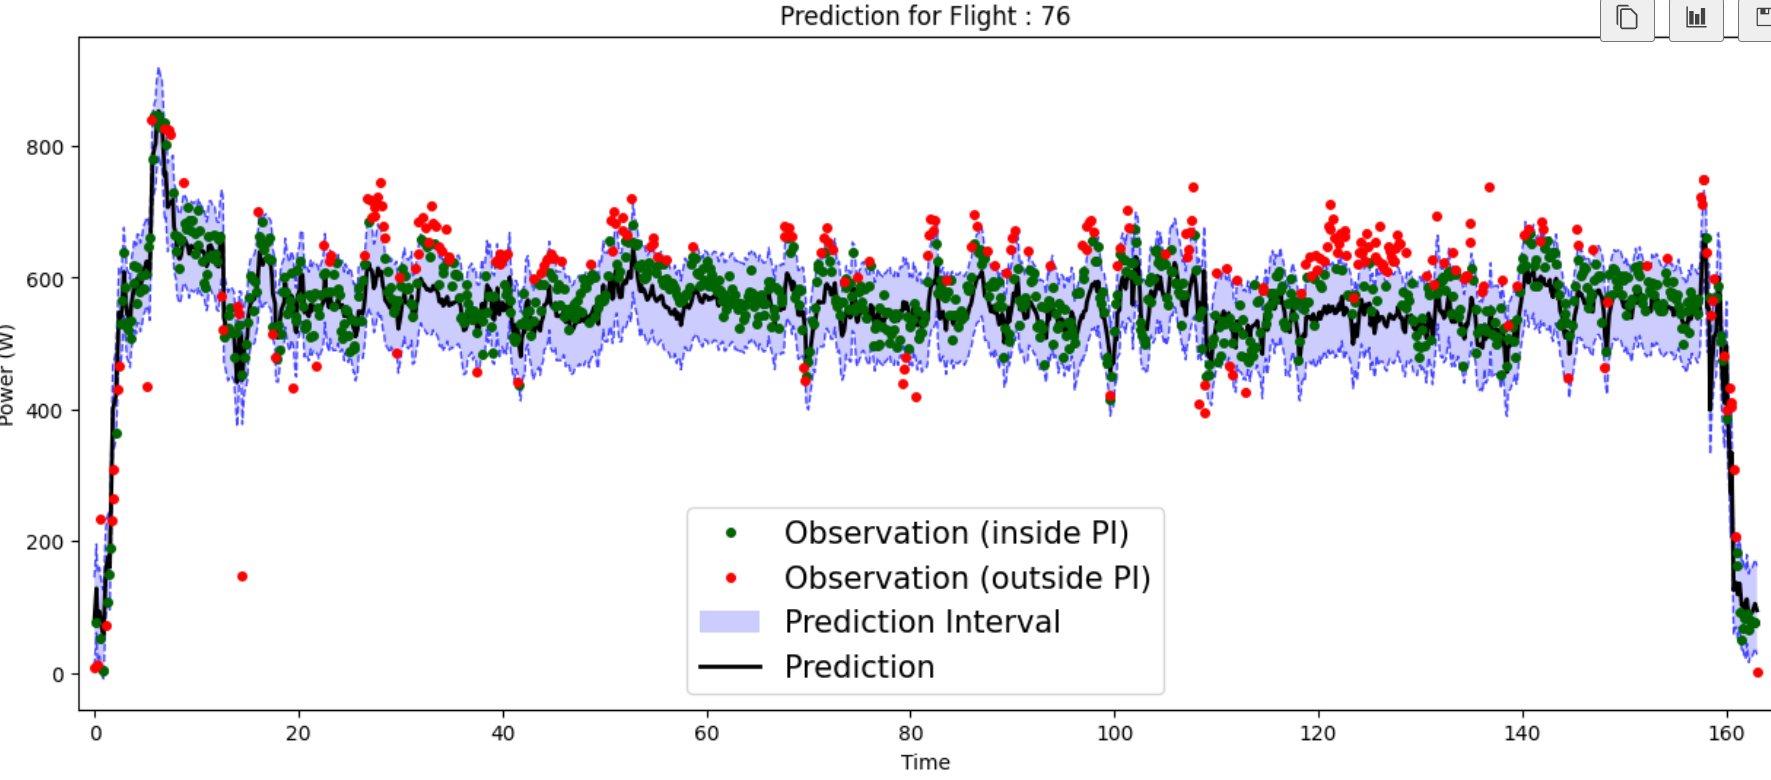 Prediction for Flight : 76
Power (W)
800
600
400
200
0
Observation (inside PI)
Observation (outside PI)
Prediction Interval
Prediction
0 20 40 60 80 100 120 140 160
Time